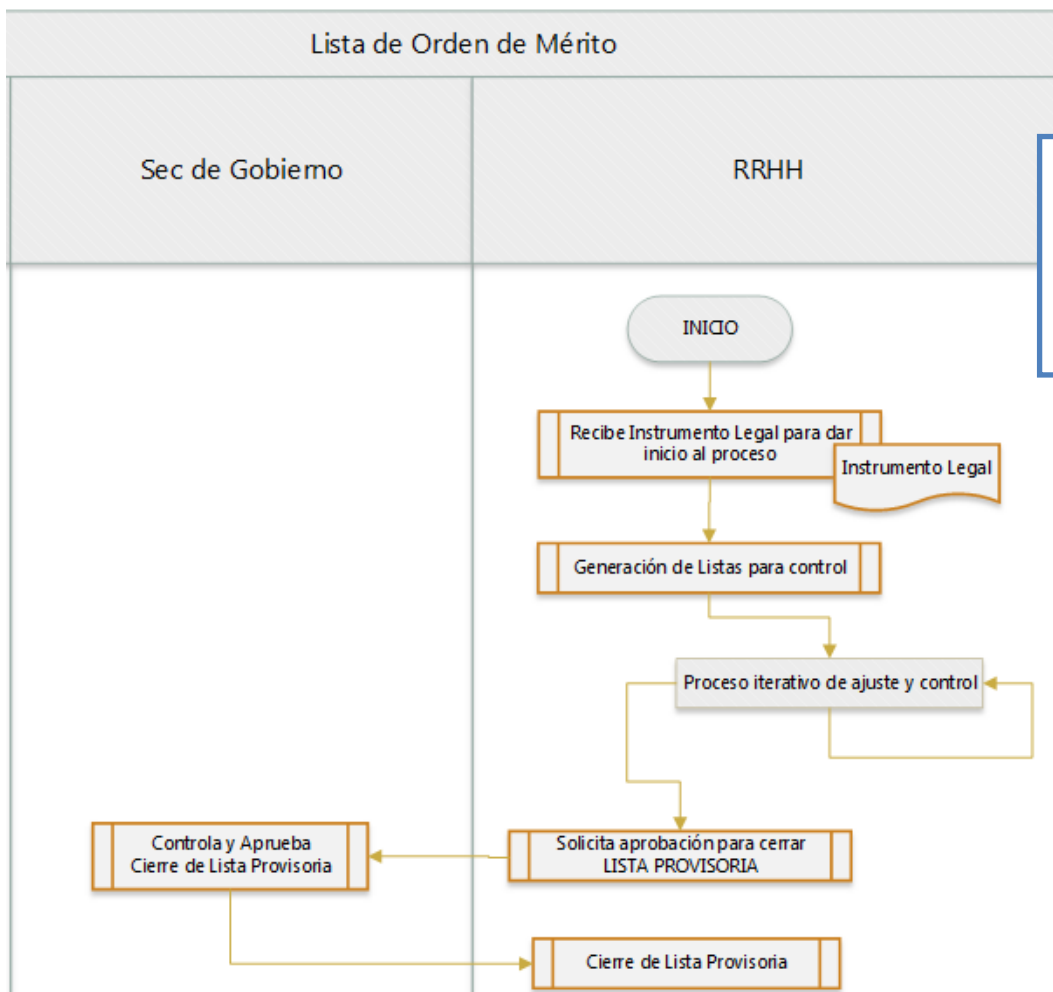 Lista de Orden de Mérito
Sec de Gobierno
RRHH
INICIO
Recibe Instrumento Legal para dar
inicio al proceso
Instrumento Legal
Generación de Listas para control
Proceso iterativo de ajuste y control
Solicita aprobación para cerrar
LISTA PROVISORIA
Controla y Aprueba
Cierre de Lista Provisoria
Cierre de Lista Provisoria